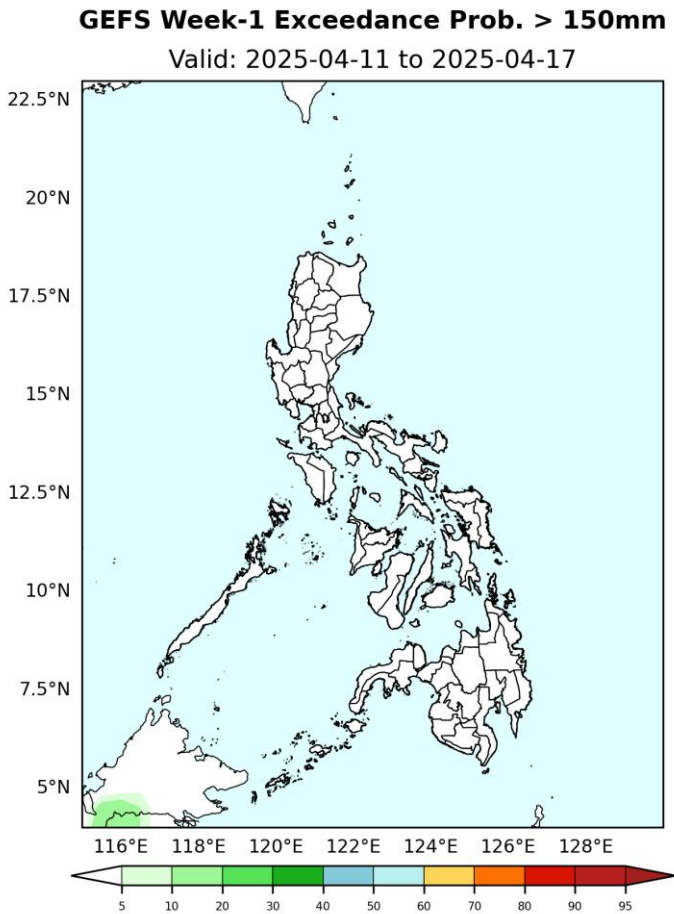 GEFS Week-1 Exceedance Prob. > 150mm
Valid: 2025-04-11 to 2025-04-17
22.5°N
20°N
17.5°N
15°N
12.5°N
10°N
7.5°N
5°N
116°E 118°E 120°E 122°E 124°E 126°E 128°E
5 10 20 30 40 50 60 70 80 90 95